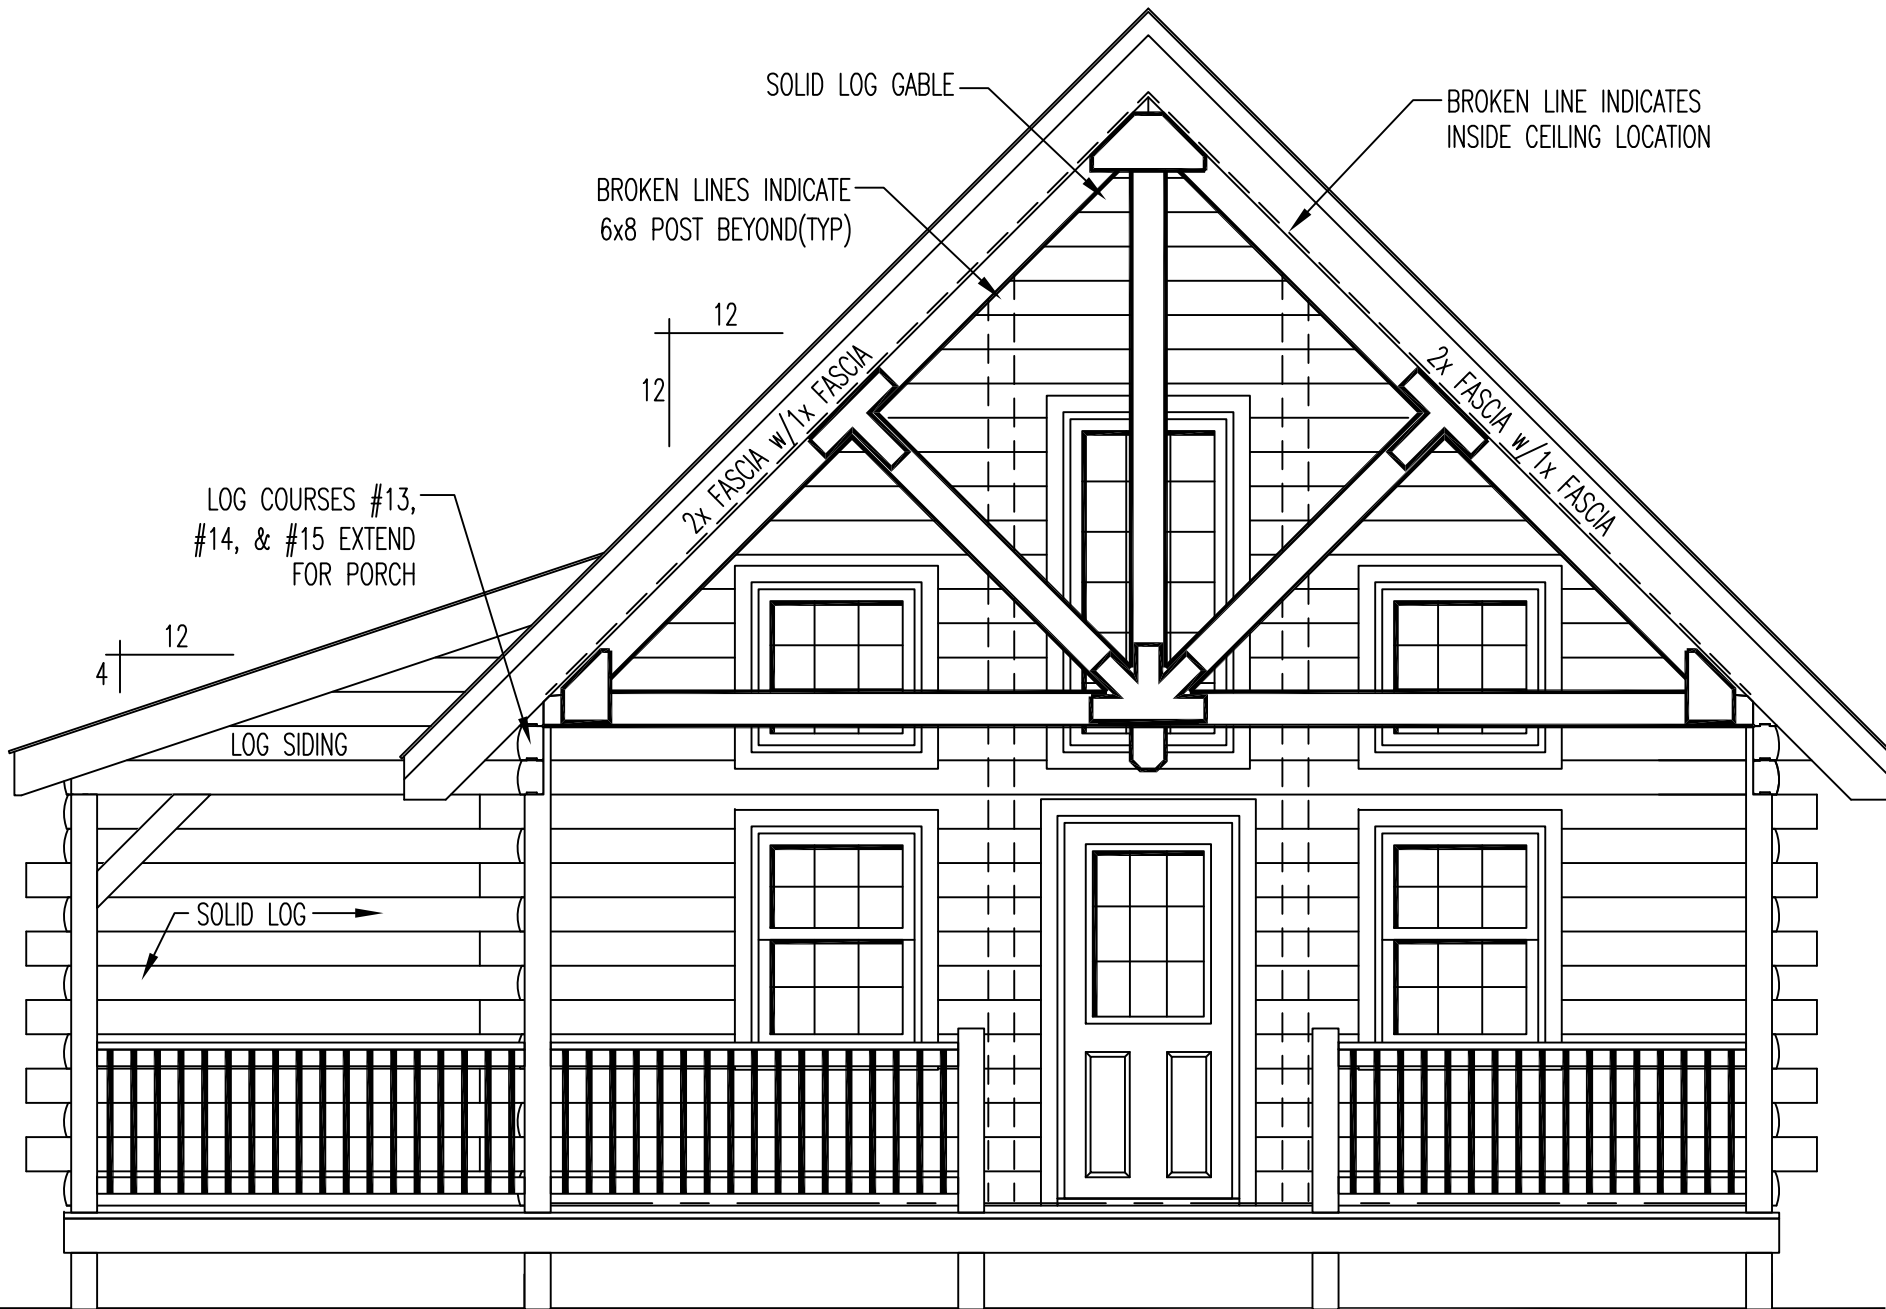 SOLID LOG GABLE
BROKEN LINE INDICATES
INSIDE CEILING LOCATION
BROKEN LINES INDICATE
6x8 POST BEYOND(TYP)
12
12
2x FASCIA w/1x FASCIA
2x FASCIA w/1x FASCIA
LOG COURSES #13,
#14, & #15 EXTEND
FOR PORCH
12
4
LOG SIDING
SOLID LOG